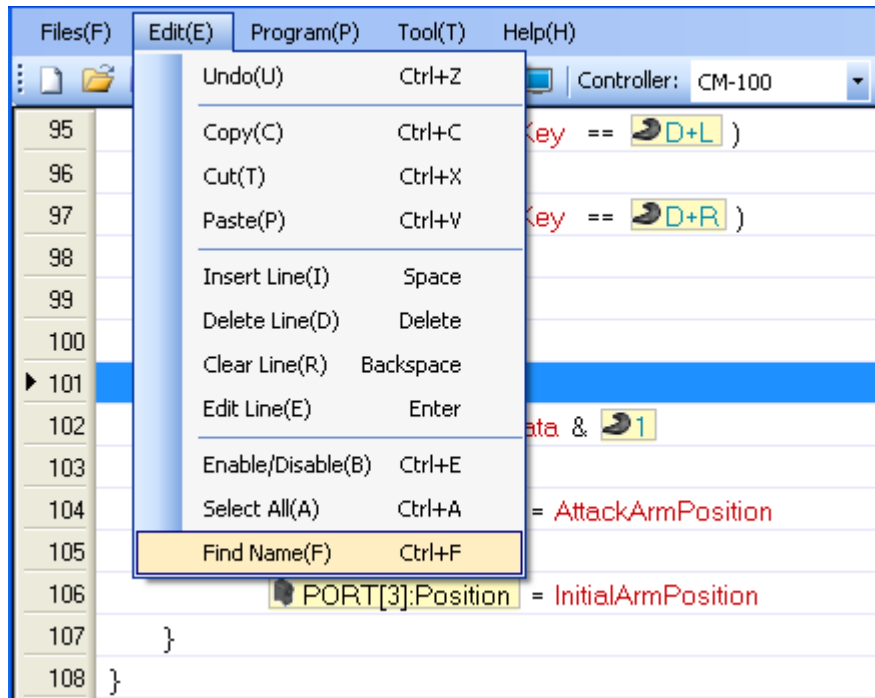 Files(F) Edit(E) Program(P) Tool(T) Help(H)
Controller: CM-100
Undo(U) Ctrl+Z
95 Copy(C) Ctrl+C Key == D+L )
96 Cut(T) Ctrl+X
97 Paste(P) Ctrl+V Key == D+R )
98
Insert Line(I) Space
99
Delete Line(D) Delete
100
Clear Line(R) Backspace
101
Edit Line(E) Enter
102 ata & 1
103 Enable/Disable(B) Ctrl+E
104 Select All(A) Ctrl+A = AttackArmPosition
105 Find Name(F) Ctrl+F
106 PORT[3]:Position = InitialArmPosition
107 }
108 }